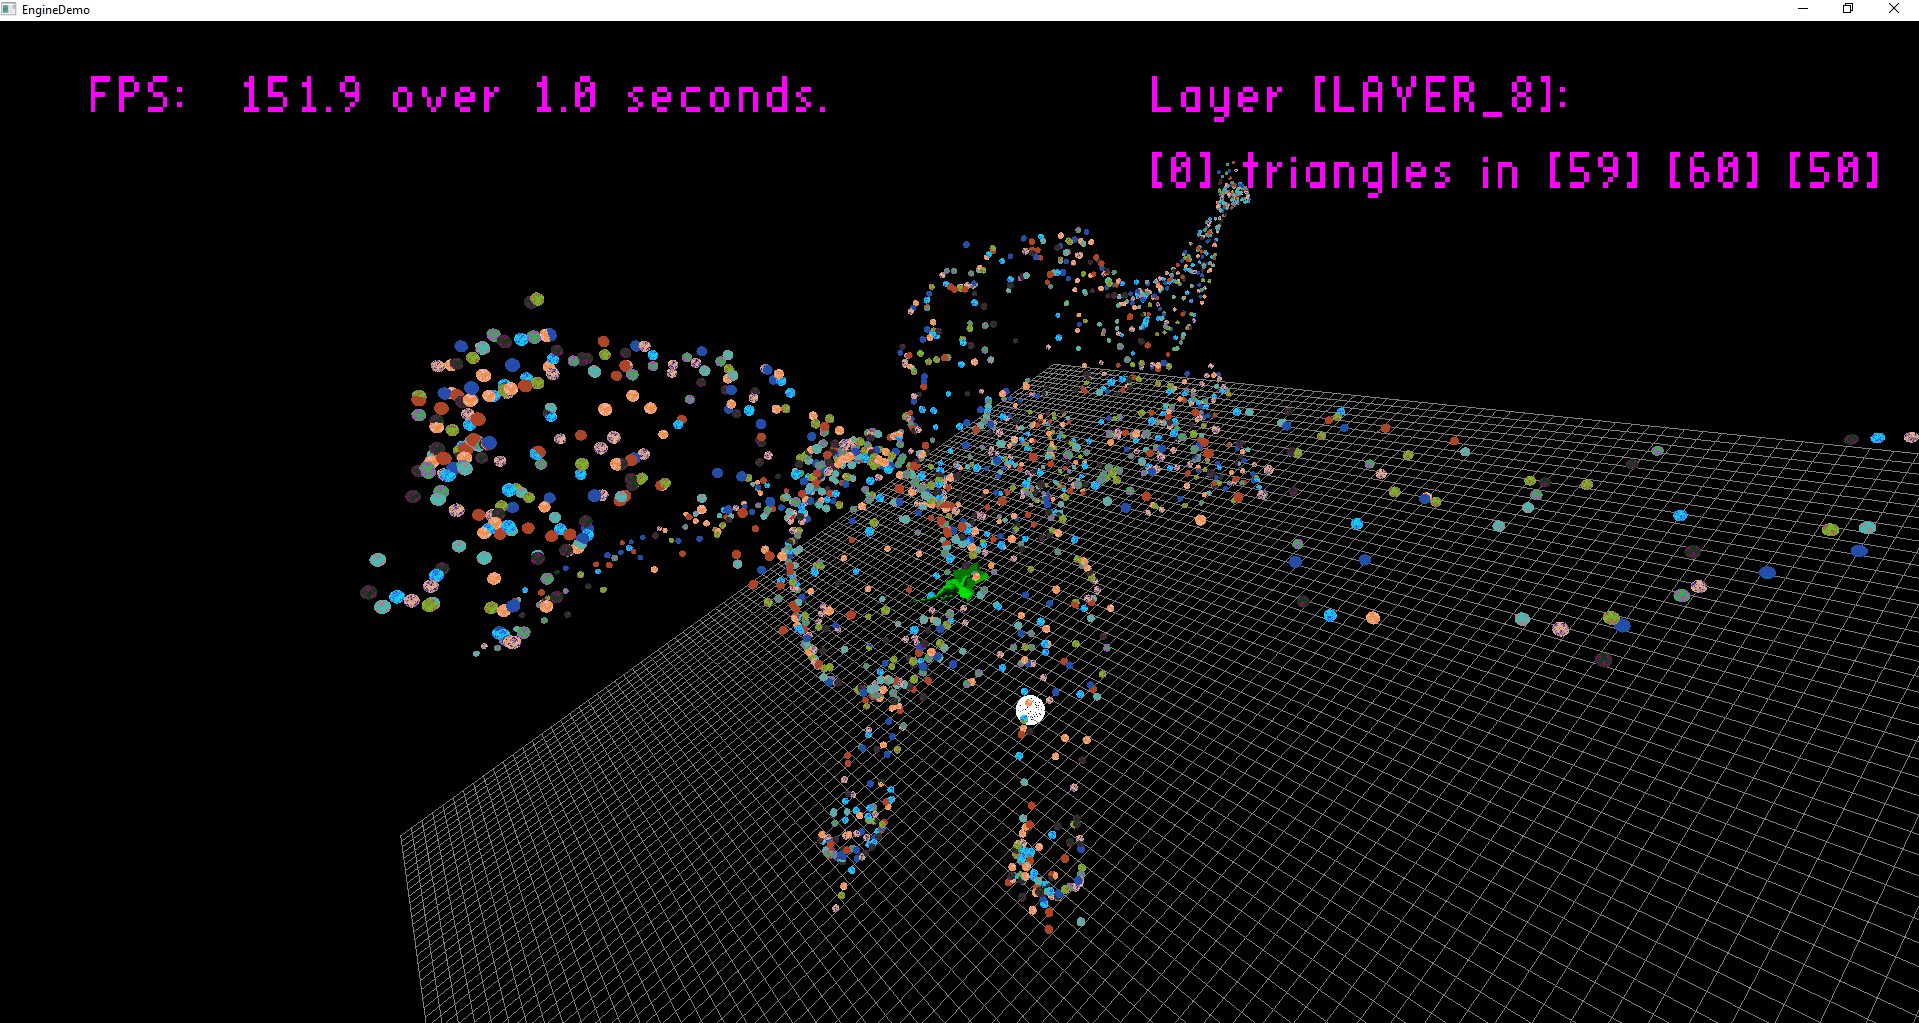 EngineDemo
FPS: 151.9 over 1.0 seconds.
Layer [LAYER_8]:
[0] triangles in [59] [60] [50]